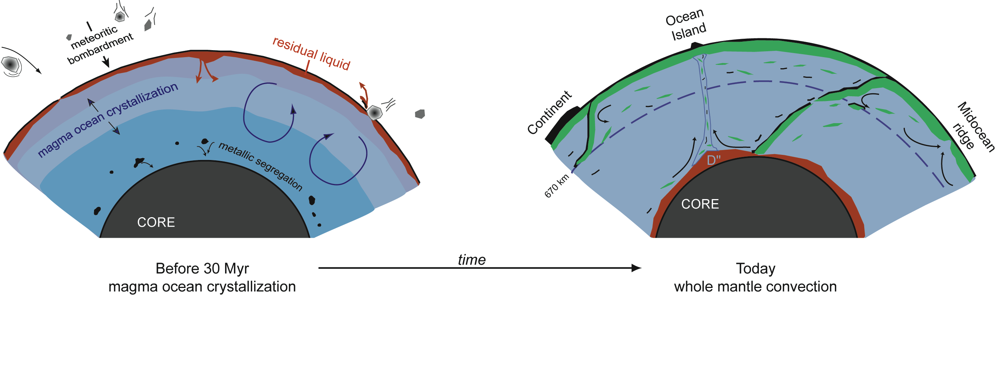 meteoritic
bombardment
residual liquid
magma ocean crystallization
metallic segregation
CORE
Before 30 Myr
magma ocean crystallization
time
Ocean
Island
Continent
Midocean
ridge
670 km
D"
CORE
Today
whole mantle convection